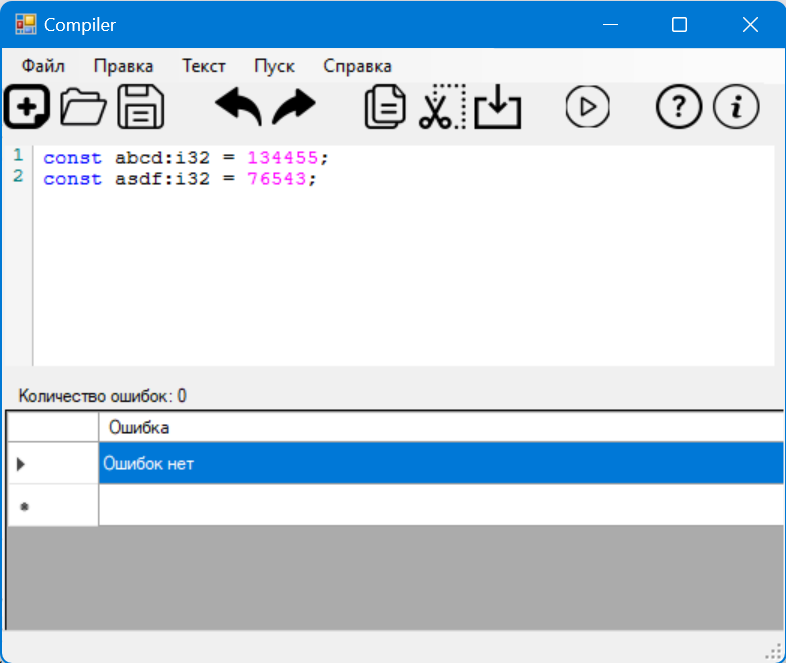 Compiler
Файл Правка Текст Пуск Справка
1 const abcd:i32 = 134455;
2 const asdf:i32 = 76543;
Количество ошибок: 0
Ошибка
Ошибок нет